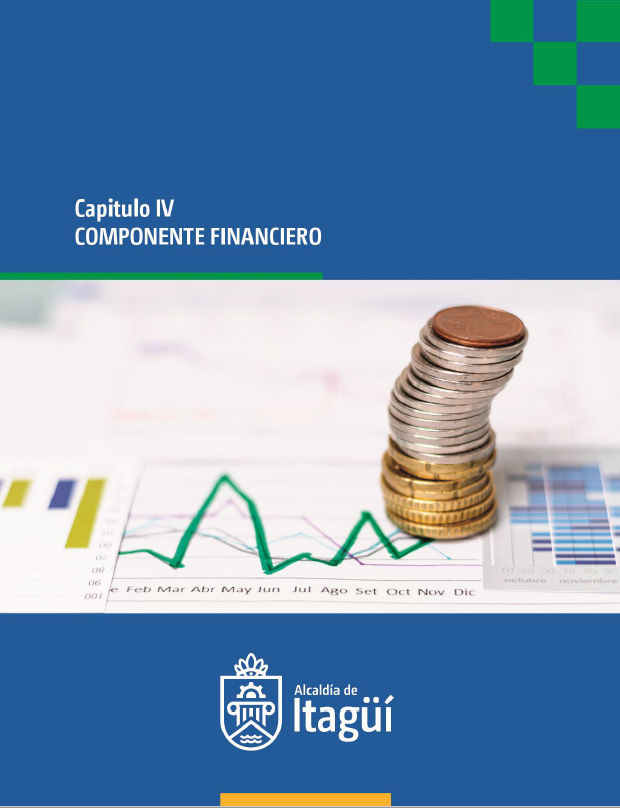 Capitulo IV
COMPONENTE FINANCIERO
Feb Mar Abr May Jun Jul Ago Set Oct Nov Dic
octubre noviembre
Alcaldía de
Itagüí